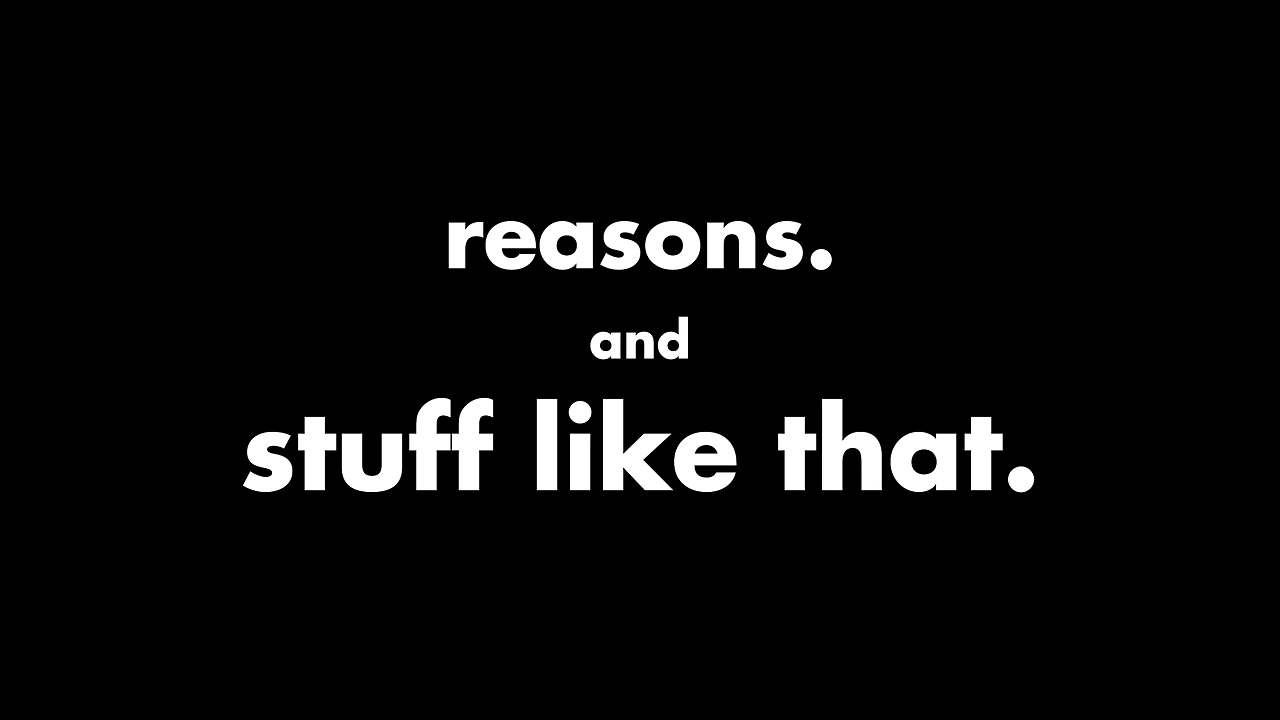 reasons.
and
stuff like that.